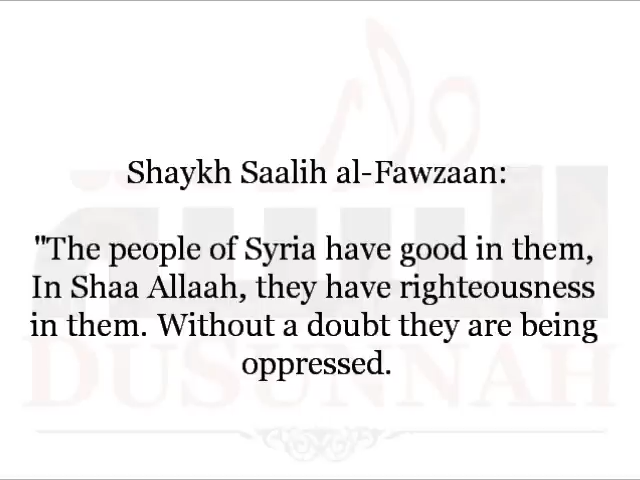 Shaykh Saalih al-Fawzaan:
"The people of Syria have good in them,
In Shaa Allaah, they have righteousness
in them. Without a doubt they are being
oppressed.
DUSUNNAH